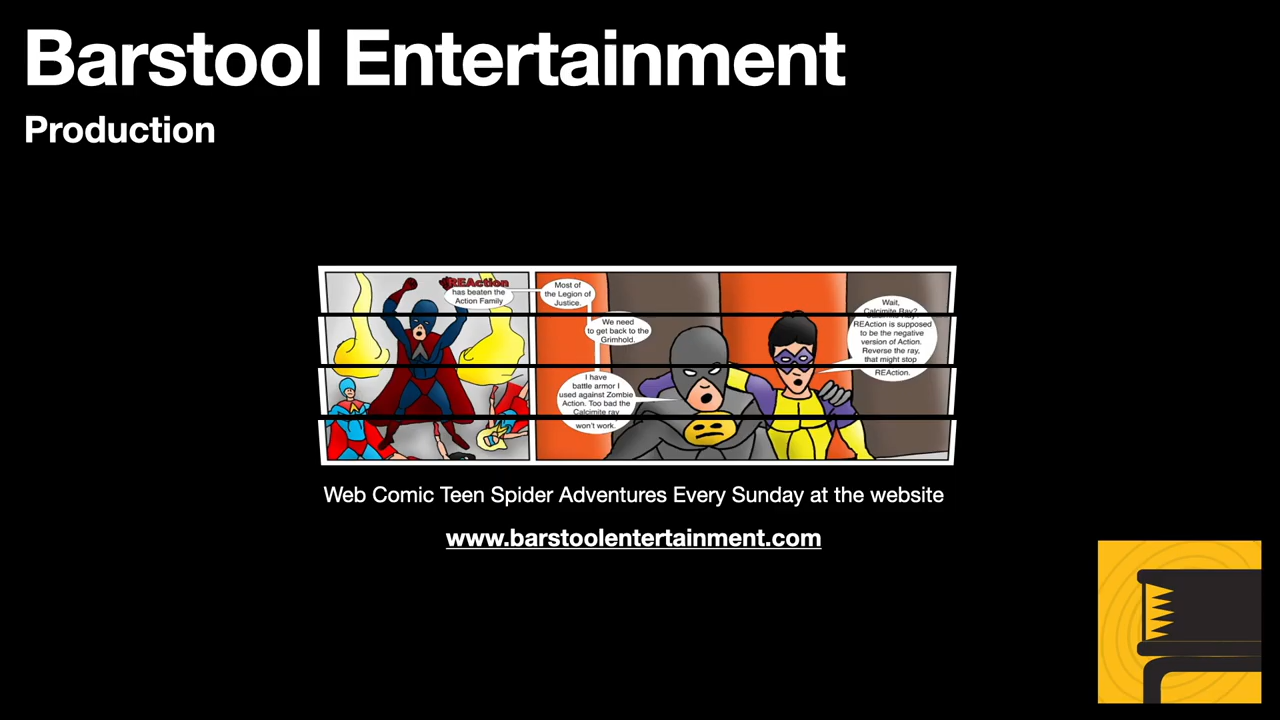 Barstool Entertainment
Production
REAction
has beaten the
Action Family
Most of
the Legion of
Justice.
We need
to get back to the
Grimhold.
I have
battle armor I
used against Zombie
Action. Too bad the
Calcimite ray
won't work.
Wait,
Calcimite Ray?
REAction is supposed
to be the negative
version of Action.
Reverse the ray,
that might stop
REAction.
Web Comic Teen Spider Adventures Every Sunday at the website
www.barstoolentertainment.com